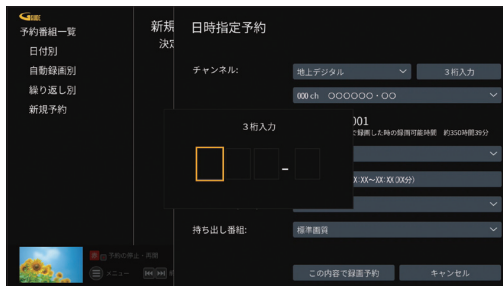 GUIDE
予約番組一覧
日付別
自動録画別
繰り返し別
新規予約
新規
決定
日時指定予約
チャンネル:
地上デジタル
3桁入力
000 ch 〇〇〇〇〇〇・〇〇
001
で録画した時の録画可能時間 約350時間39分
3桁入力
-
X:XX～XX:XX(XX分)
持ち出し番組:
標準画質
予約の停止・再開
メニュー
この内容で録画予約
キャンセル